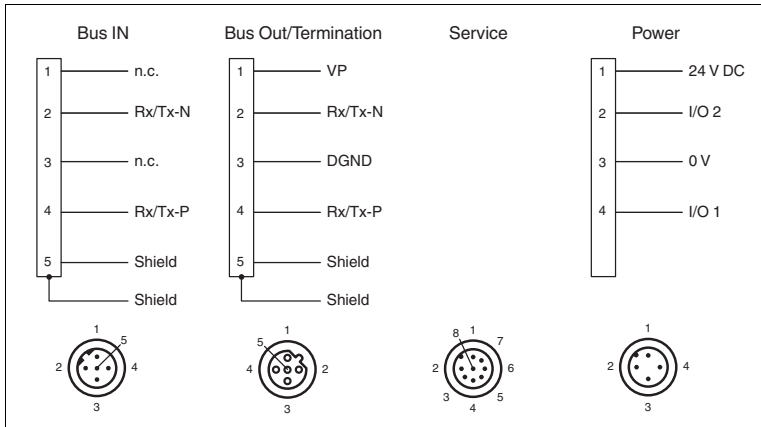 Bus IN
1 n.c.
2 Rx/Tx-N
3 n.c.
4 Rx/Tx-P
5 Shield
Shield
1
5
2
4
3
Bus Out/Termination
1 VP
2 Rx/Tx-N
3 DGND
4 Rx/Tx-P
5 Shield
Shield
5
1
4
2
3
Service
8
1
7
2
6
3
4
5
Power
1 24 V DC
2 I/O 2
3 0 V
4 I/O 1
1
2
4
3